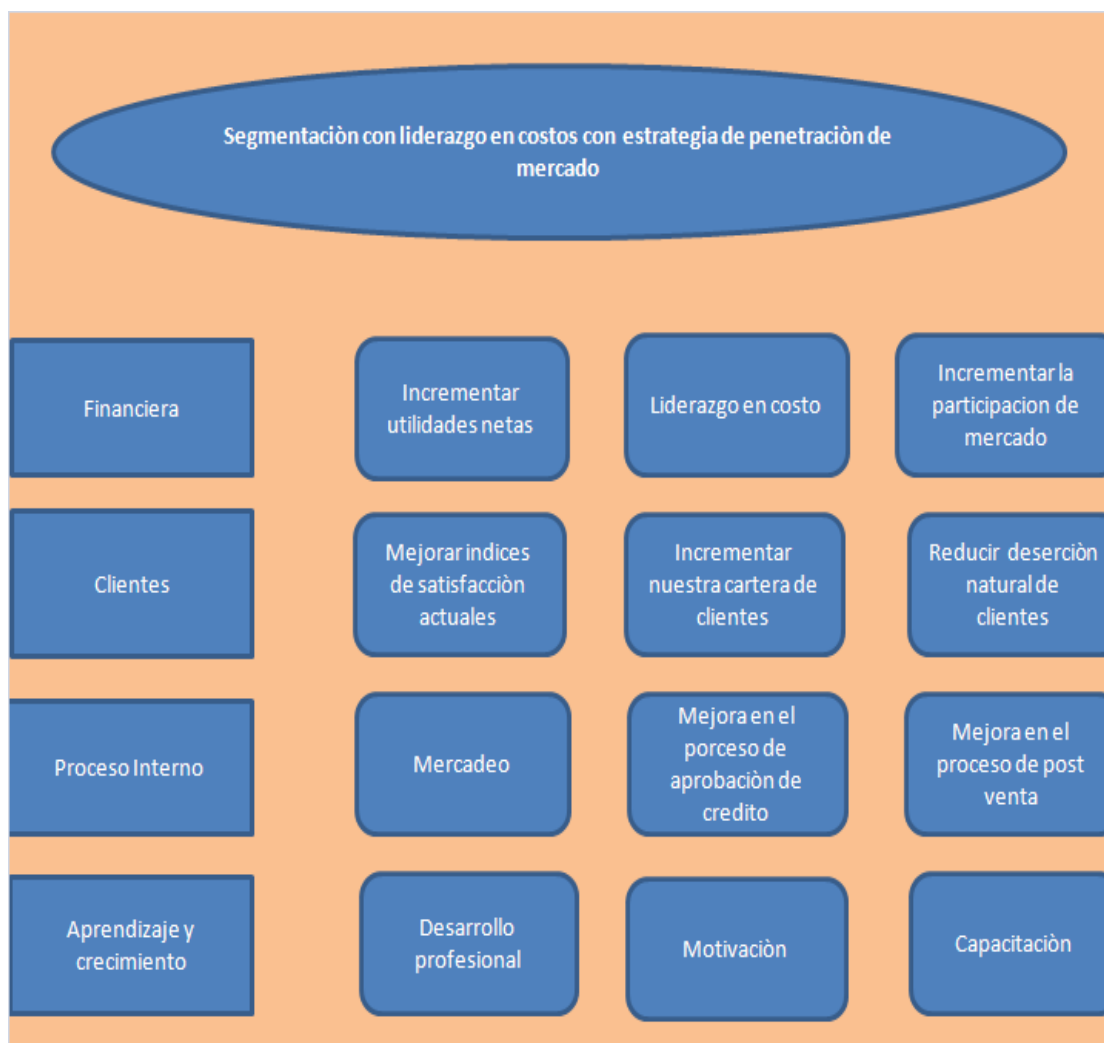 Segmentaciòn con liderazgo en costos con estrategia de penetraciòn de
mercado
Financiera
Incrementar
utilidades netas
Liderazgo en costo
Incrementar la
participacion de
mercado
Clientes
Mejorar indices
de satisfacciòn
actuales
Incrementar
nuestra cartera de
clientes
Reducir deserciòn
natural de
clientes
Proceso Interno
Mercadeo
Mejora en el
porceso de
aprobaciòn de
credito
Mejora en el
proceso de post
venta
Aprendizaje y
crecimiento
Desarrollo
profesional
Motivaciòn
Capacitaciòn